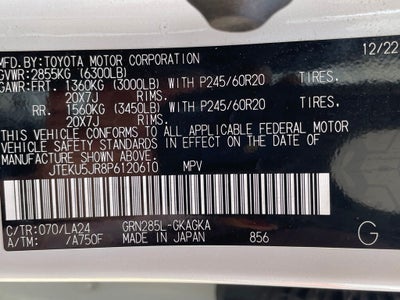 MFD.BY:TOYOTA MOTOR CORPORATION 12/22
GVWR:2855KG (6300LB)
GAWR:FRT. 1360KG (3000LB) WITH P245/60R20 TIRES,
20X7J RIMS.
RR. 1560KG (3450LB) WITH P245/60R20 TIRES,
20X7J RIMS.
THIS VEHICLE CONFORMS TO ALL APPLICABLE FEDERAL MOTOR
VEHICLE SAFETY STANDARDS IN EFFECT ON THE DATE OF
MANUFACTURE SHOWN ABOVE.
JTEKU5JR8P6120610 MPV
C/TR:070/LA24 GRN285L-GKAGKA
A/TM: /A750F MADE IN JAPAN 856 G